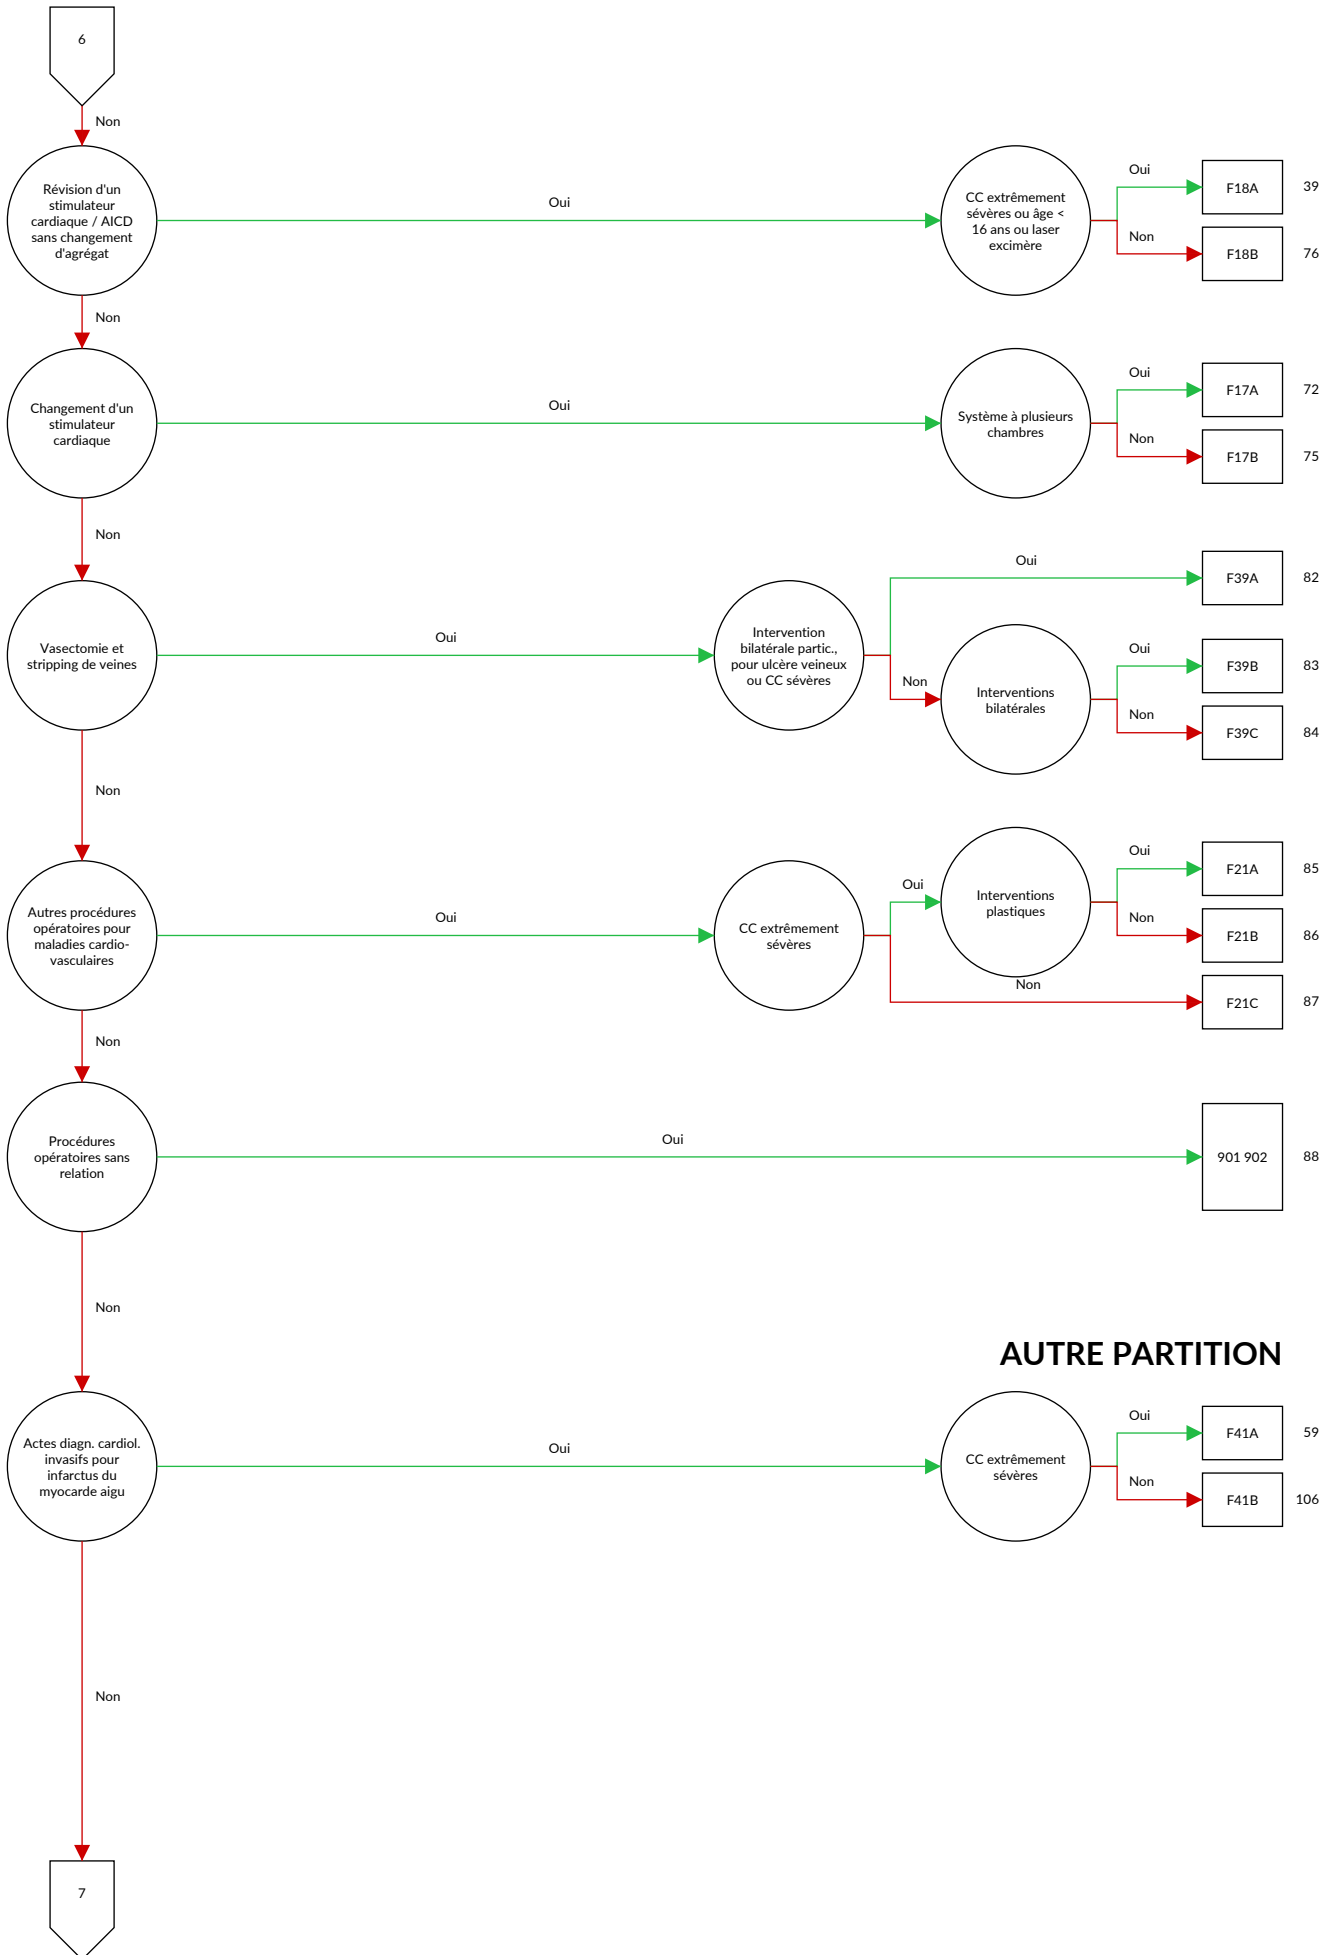 6
Non
Révision d'un
stimulateur
cardiaque / AICD
sans changement
d'agrégat
Oui
CC extrêmement
sévères ou âge <
16 ans ou laser
excimère
Oui
F18A
39
Non
F18B
76
Non
Changement d'un
stimulateur
cardiaque
Oui
Système à plusieurs
chambres
Oui
F17A
72
Non
F17B
75
Non
Vasectomie et
stripping de veines
Oui
Intervention
bilatérale partic.,
pour ulcère veineux
ou CC sévères
Oui
F39A
82
Non
Interventions
bilatérales
Oui
F39B
83
Non
F39C
84
Non
Autres procédures
opératoires pour
maladies cardio-
vasculaires
Oui
CC extrêmement
sévères
Oui
Interventions
plastiques
Oui
F21A
85
Non
F21B
86
Non
F21C
87
Non
Procédures
opératoires sans
relation
Oui
901 902
88
Non
AUTRE PARTITION
Actes diagn. cardiol.
invasifs pour
infarctus du
myocarde aigu
Oui
CC extrêmement
sévères
Oui
F41A
59
Non
F41B
106
Non
7